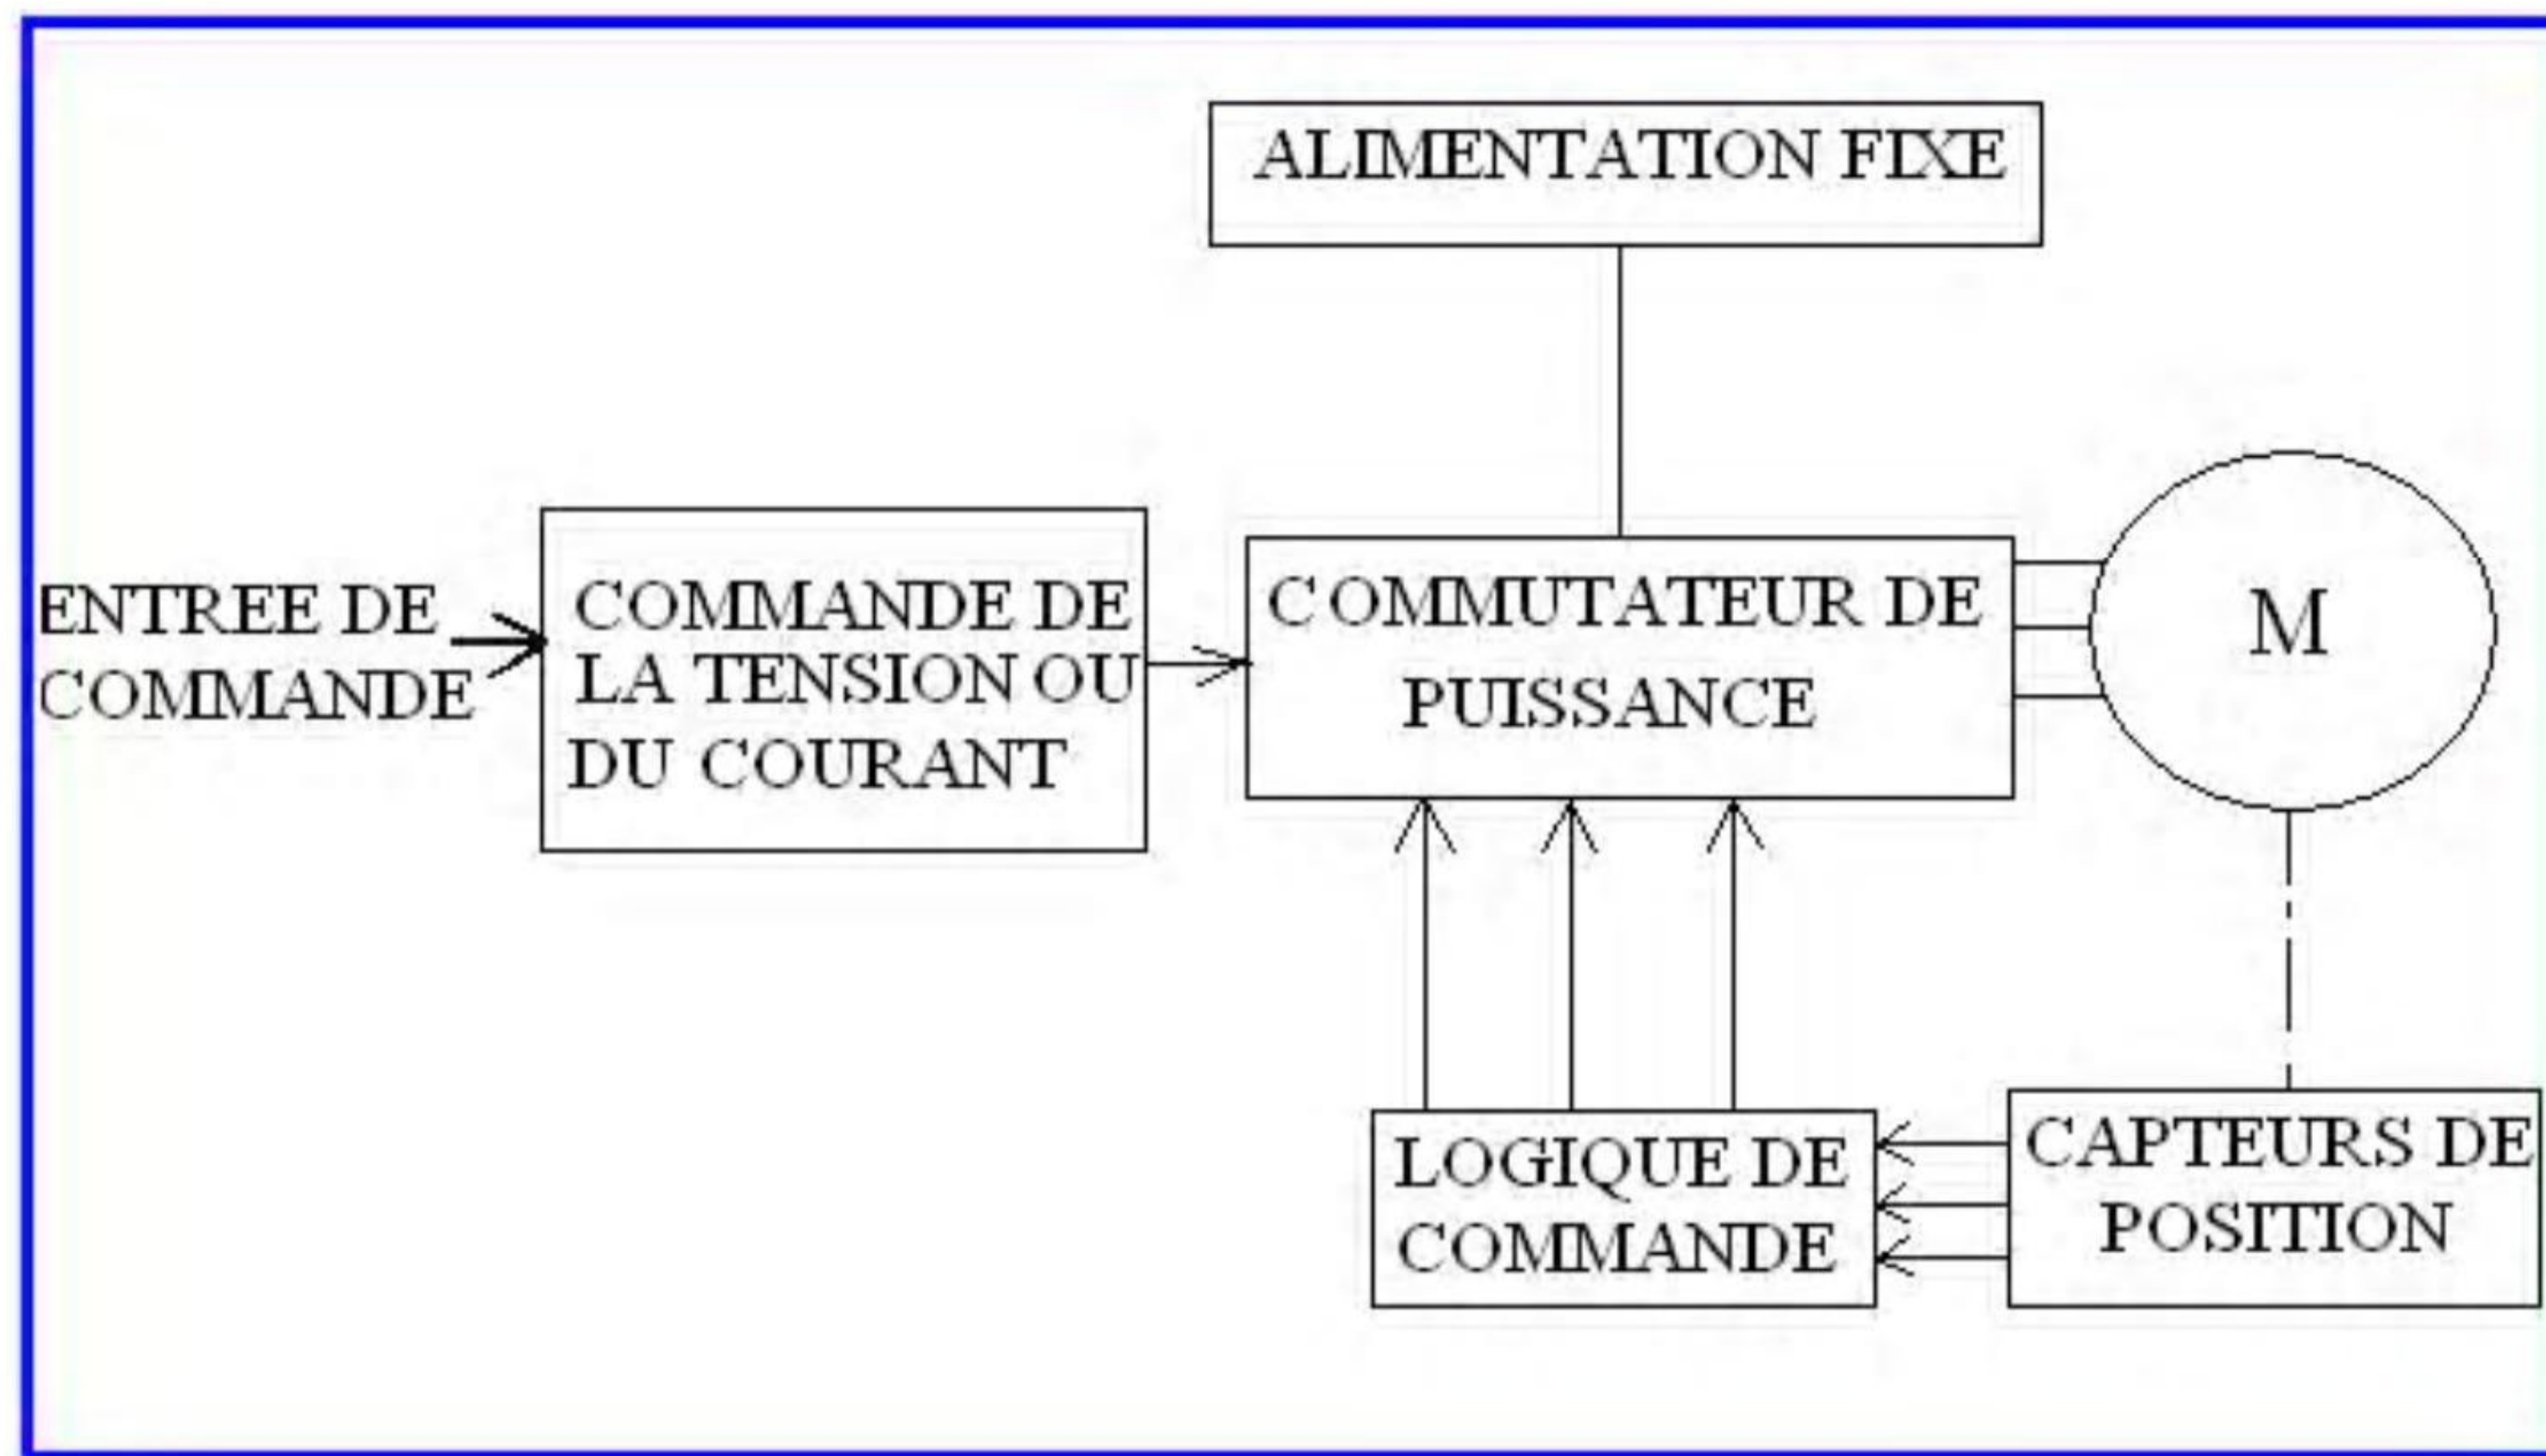 ALIMENTATION FIXE
ENTREE DE
COMMANDE
COMMANDE DE
LA TENSION OU
DU COURANT
COMMUTATEUR DE
PUISSANCE
M
LOGIQUE DE
COMMANDE
CAPTEURS DE
POSITION